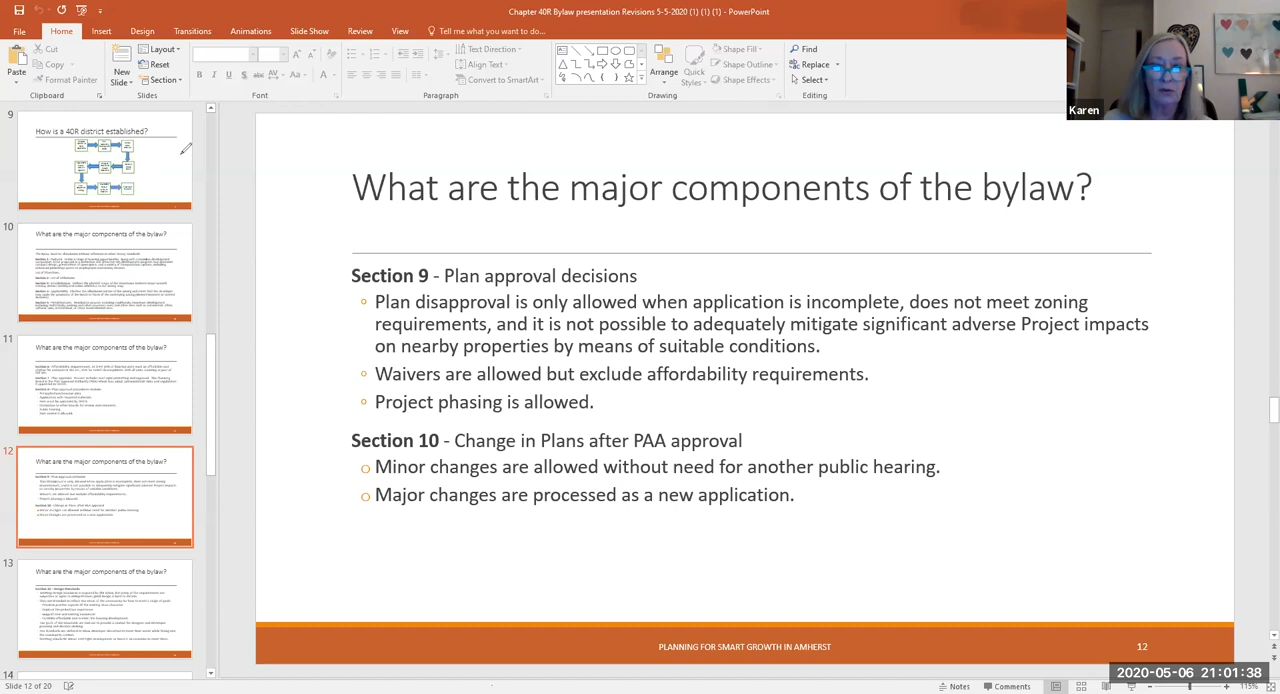 Chapter 40R Bylaw presentation Revisions 5-5-2020 (1) (1) (1) - PowerPoint
File Home Insert Design Transitions Animations Slide Show Review View Tell me what you want to do...
Paste
Cut
Copy
Format Painter
Clipboard
New
Slide
Layout
Reset
Section
Slides
Font
Text Direction
Align Text
Convert to SmartArt
Paragraph
Arrange
Quick
Styles
Shape Fill
Shape Outline
Shape Effects
Drawing
Find
Replace
Select
Editing
Karen
9
How is a 40R district established?
10
What are the major components of the bylaw?
11
What are the major components of the bylaw?
12
What are the major components of the bylaw?
13
What are the major components of the bylaw?
14
What are the major components of the bylaw?
Section 9 - Plan approval decisions
Plan disapproval is only allowed when application is incomplete, does not meet zoning
requirements, and it is not possible to adequately mitigate significant adverse Project impacts
on nearby properties by means of suitable conditions.
Waivers are allowed but exclude affordability requirements.
Project phasing is allowed.
Section 10 - Change in Plans after PAA approval
Minor changes are allowed without need for another public hearing.
Major changes are processed as a new application.
PLANNING FOR SMART GROWTH IN AMHERST 12
2020-05-06 21:01:38
Slide 12 of 20 Notes Comments 115%